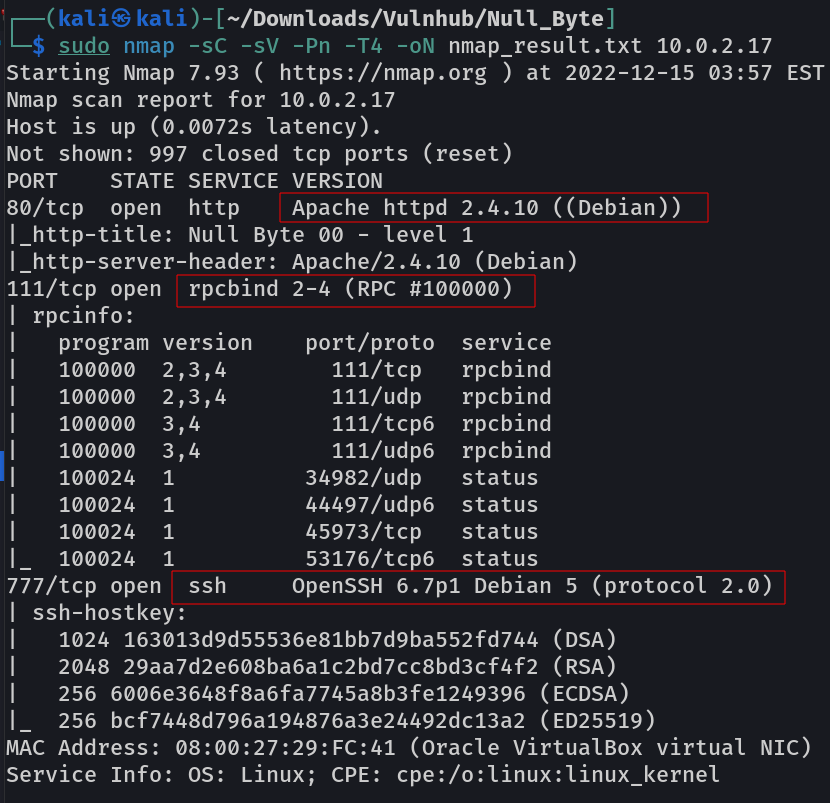 ┌──(kali㉿kali)-[~/Downloads/Vulnhub/Null_Byte]
└─$ sudo nmap -sC -sV -Pn -T4 -oN nmap_result.txt 10.0.2.17
Starting Nmap 7.93 ( https://nmap.org ) at 2022-12-15 03:57 EST
Nmap scan report for 10.0.2.17
Host is up (0.0072s latency).
Not shown: 997 closed tcp ports (reset)
PORT    STATE SERVICE VERSION
80/tcp  open  http    Apache httpd 2.4.10 ((Debian))
|_http-title: Null Byte 00 - level 1
|_http-server-header: Apache/2.4.10 (Debian)
111/tcp open  rpcbind 2-4 (RPC #100000)
| rpcinfo:
|   program version    port/proto  service
|   100000  2,3,4        111/tcp   rpcbind
|   100000  2,3,4        111/udp   rpcbind
|   100000  3,4          111/tcp6  rpcbind
|   100000  3,4          111/udp6  rpcbind
|   100024  1          34982/udp   status
|   100024  1          44497/udp6  status
|   100024  1          45973/tcp   status
|_  100024  1          53176/tcp6  status
777/tcp open  ssh     OpenSSH 6.7p1 Debian 5 (protocol 2.0)
| ssh-hostkey:
|   1024 163013d9d55536e81bb7d9ba552fd744 (DSA)
|   2048 29aa7d2e608ba6a1c2bd7cc8bd3cf4f2 (RSA)
|   256 6006e3648f8a6fa7745a8b3fe1249396 (ECDSA)
|_  256 bcf7448d796a194876a3e24492dc13a2 (ED25519)
MAC Address: 08:00:27:29:FC:41 (Oracle VirtualBox virtual NIC)
Service Info: OS: Linux; CPE: cpe:/o:linux:linux_kernel